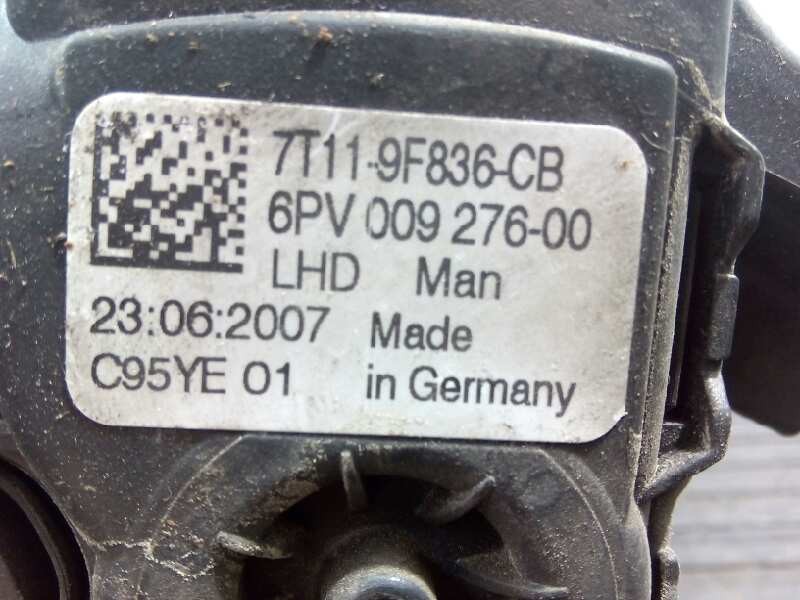 7T11-9F836-CB
6PV 009 276-00
LHD Man
23:06:2007 Made
C95YE 01 in Germany